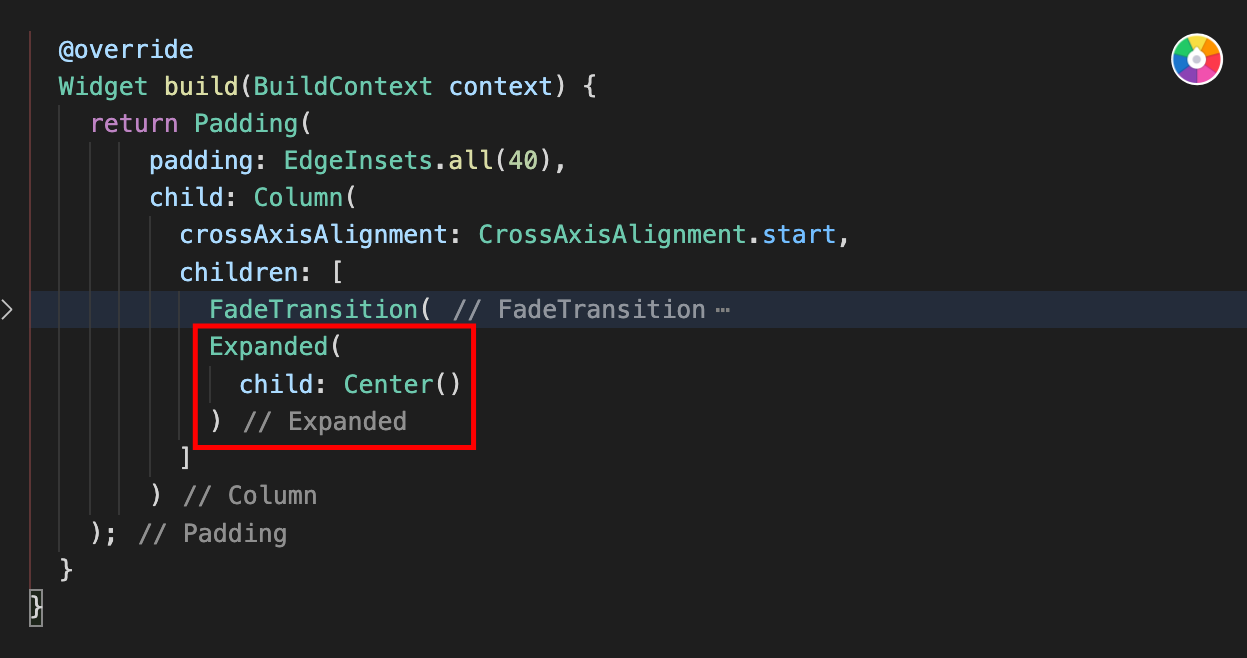 @override
Widget build(BuildContext context) {
return Padding(
padding: EdgeInsets.all(40),
child: Column(
crossAxisAlignment: CrossAxisAlignment.start,
children: [
FadeTransition( // FadeTransition ⋯
Expanded(
child: Center()
) // Expanded
]
) // Column
); // Padding
}
}